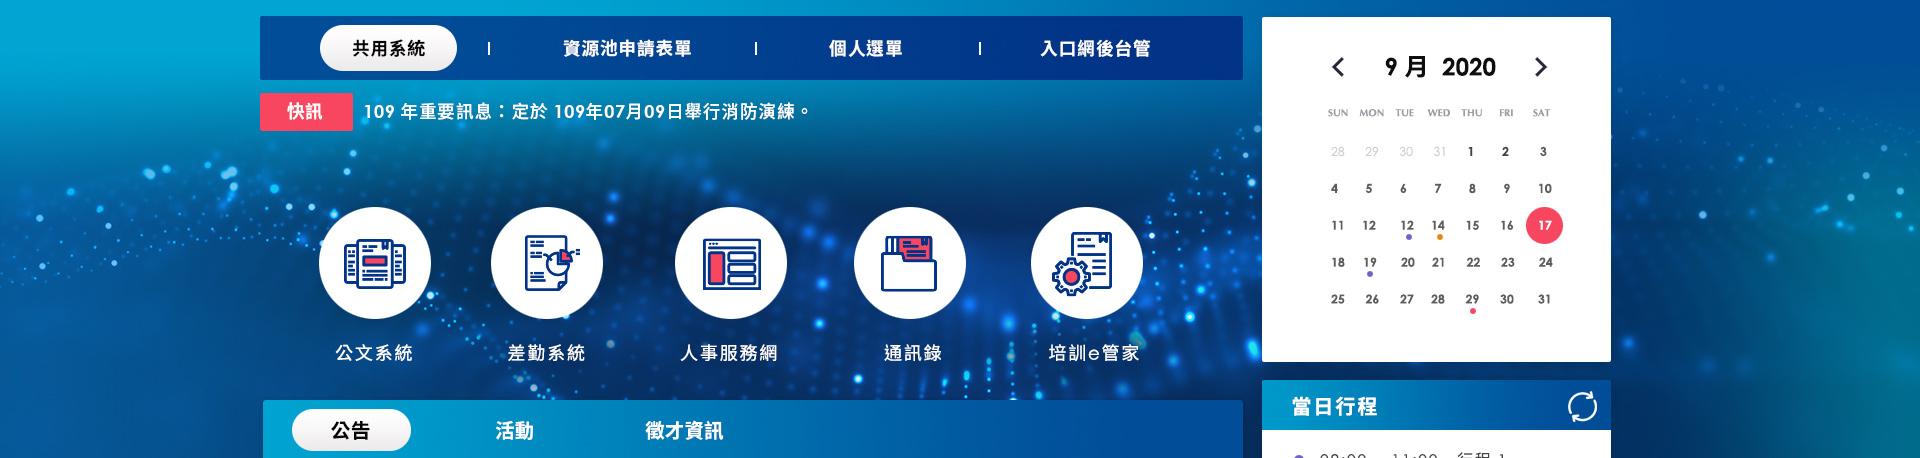 共用系統 資源池申請表單 個人選單 入口網後台管
快訊 109 年重要訊息：定於 109年07月09日舉行消防演練。
公文系統 差勤系統 人事服務網 通訊錄 培訓e管家
公告 活動 徵才資訊
9 月 2020
SUN MON TUE WED THU FRI SAT
28 29 30 31 1 2 3
4 5 6 7 8 9 10
11 12 12 14 15 16 17
18 19 20 21 22 23 24
25 26 27 28 29 30 31
當日行程